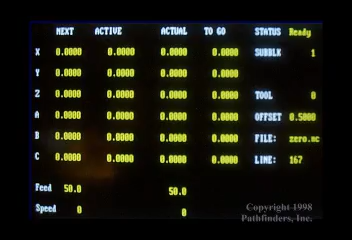 NEXT ACTIVE ACTUAL TO GO STATUS Ready
X 0.0000 0.0000 0.0000 0.0000 SUBBLK 1
Y 0.0000 0.0000 0.0000 0.0000
Z 0.0000 0.0000 0.0000 0.0000 TOOL 0
A 0.0000 0.0000 0.0000 0.0000 OFFSET 0.5000
B 0.0000 0.0000 0.0000 0.0000 FILE: zero.nc
C 0.0000 0.0000 0.0000 0.0000 LINE: 167
Feed 50.0 50.0
Speed 0 0
Copyright 1998
Pathfinders, Inc.